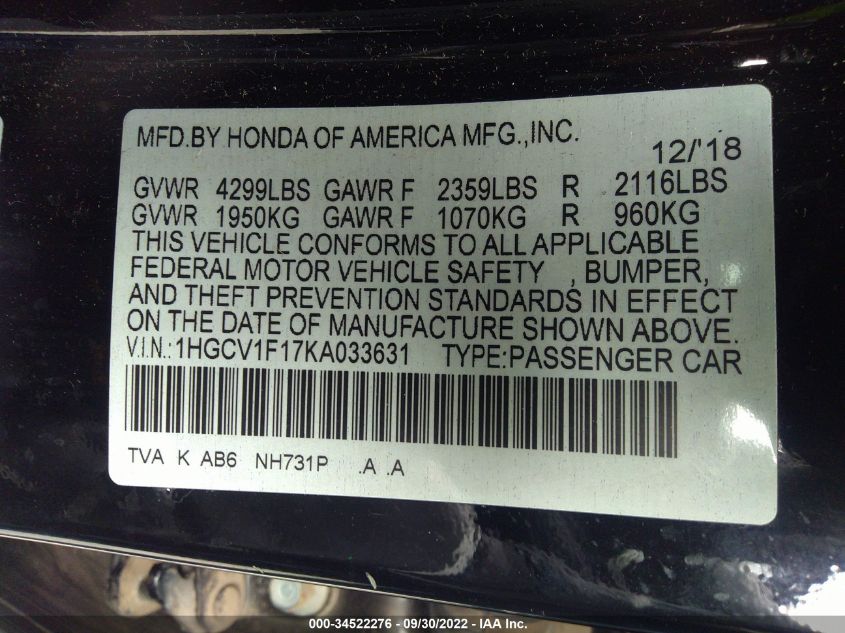 MFD.BY HONDA OF AMERICA MFG.,INC.
12/'18
GVWR 4299LBS GAWR F 2359LBS R 2116LBS
GVWR 1950KG GAWR F 1070KG R 960KG
THIS VEHICLE CONFORMS TO ALL APPLICABLE
FEDERAL MOTOR VEHICLE SAFETY , BUMPER,
AND THEFT PREVENTION STANDARDS IN EFFECT
ON THE DATE OF MANUFACTURE SHOWN ABOVE.
V.I.N.:1HGCV1F17KA033631 TYPE:PASSENGER CAR
TVA K AB6 NH731P .A .A
000-34522276 - 09/30/2022 - IAA Inc.